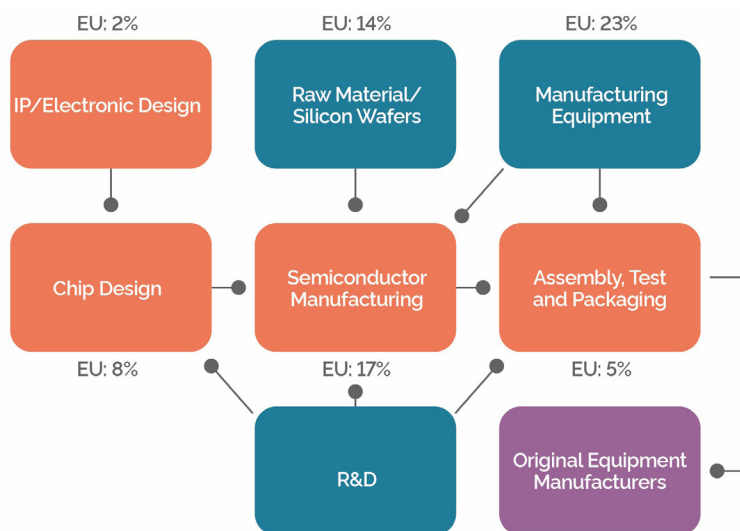 EU: 2%
EU: 14%
EU: 23%
IP/Electronic Design
Raw Material/
Silicon Wafers
Manufacturing
Equipment
Chip Design
Semiconductor
Manufacturing
Assembly, Test
and Packaging
EU: 8%
EU: 17%
EU: 5%
R&D
Original Equipment
Manufacturers